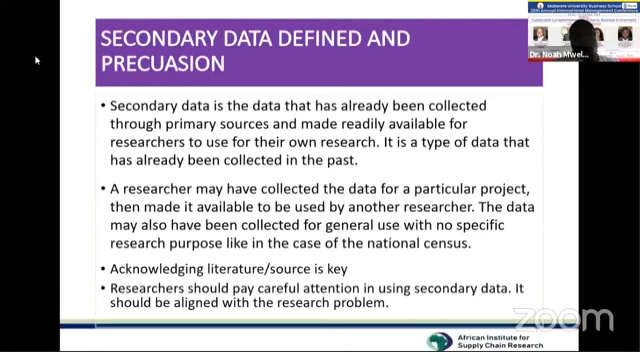 SECONDARY DATA DEFINED AND
PRECUASION
• Secondary data is the data that has already been collected
through primary sources and made readily available for
researchers to use for their own research. It is a type of data that
has already been collected in the past.
• A researcher may have collected the data for a particular project,
then made it available to be used by another researcher. The data
may also have been collected for general use with no specific
research purpose like in the case of the national census.
• Acknowledging literature/source is key
• Researchers should pay careful attention in using secondary data. It
should be aligned with the research problem.
African Institute for
Supply Chain Research
zoom
Makerere University Business School
Dr. Noah Mwel...